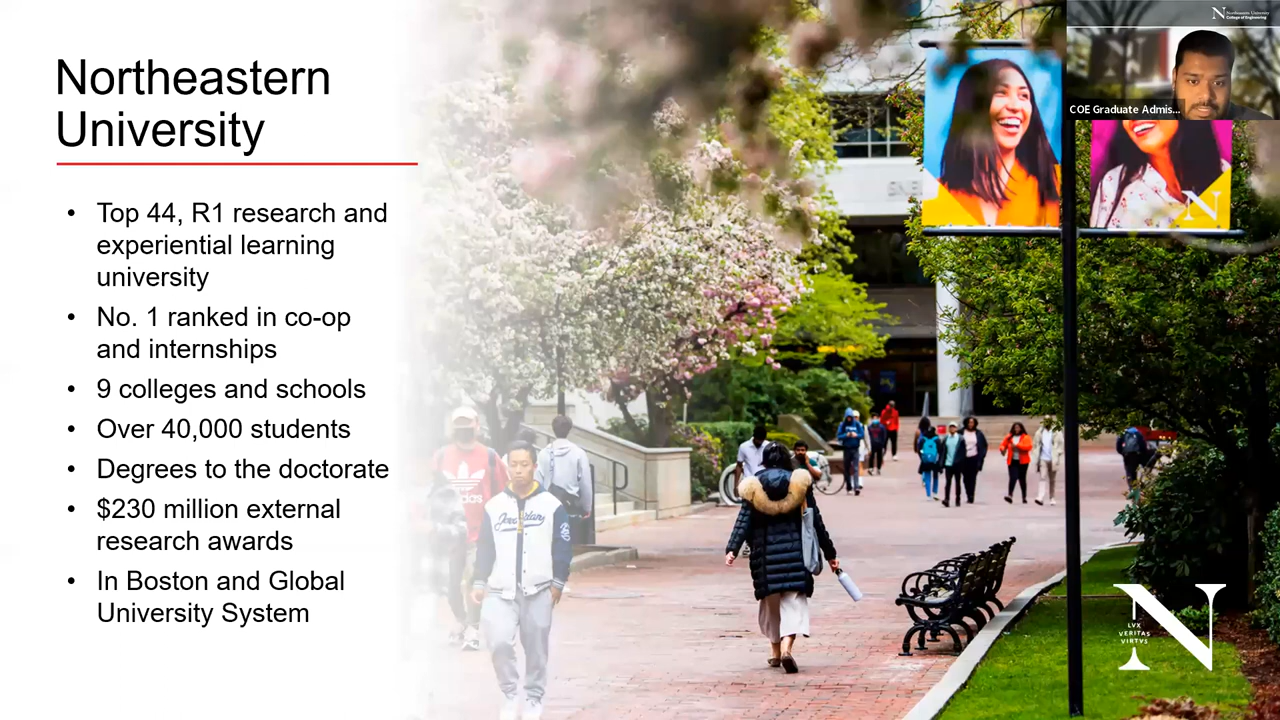 Northeastern
University
• Top 44, R1 research and
experiential learning
university
• No. 1 ranked in co-op
and internships
• 9 colleges and schools
• Over 40,000 students
• Degrees to the doctorate
• $230 million external
research awards
• In Boston and Global
University System
N Northeastern University
College of Engineering
COE Graduate Admis...
N
adidas
Jordan
N
LVX
VERITAS
VIRTVS